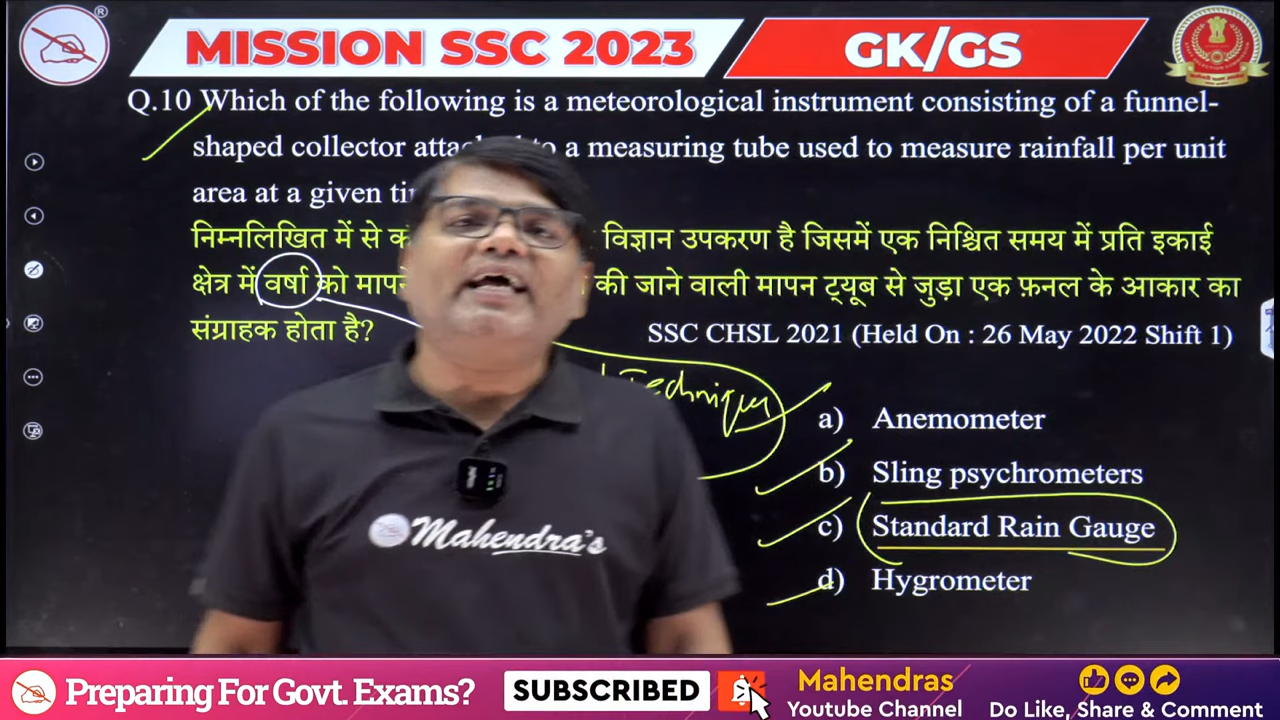 MISSION SSC 2023
GK/GS
Q.10 Which of the following is a meteorological instrument consisting of a funnel-
shaped collector to a measuring tube used to measure rainfall per unit
area at a given
निम्नलिखित में से विज्ञान उपकरण है जिसमें एक निश्चित समय में प्रति इकाई
क्षेत्र में वर्षा को की जाने वाली मापन ट्यूब से जुड़ा एक फ़नल के आकार का
संग्राहक होता है?
SSC CHSL 2021 (Held On : 26 May 2022 Shift 1)
Technique
a) Anemometer
b) Sling psychrometers
c) Standard Rain Gauge
d) Hygrometer
Mahendra's
Preparing For Govt. Exams?
SUBSCRIBED
Mahendras
Youtube Channel
Do Like, Share & Comment